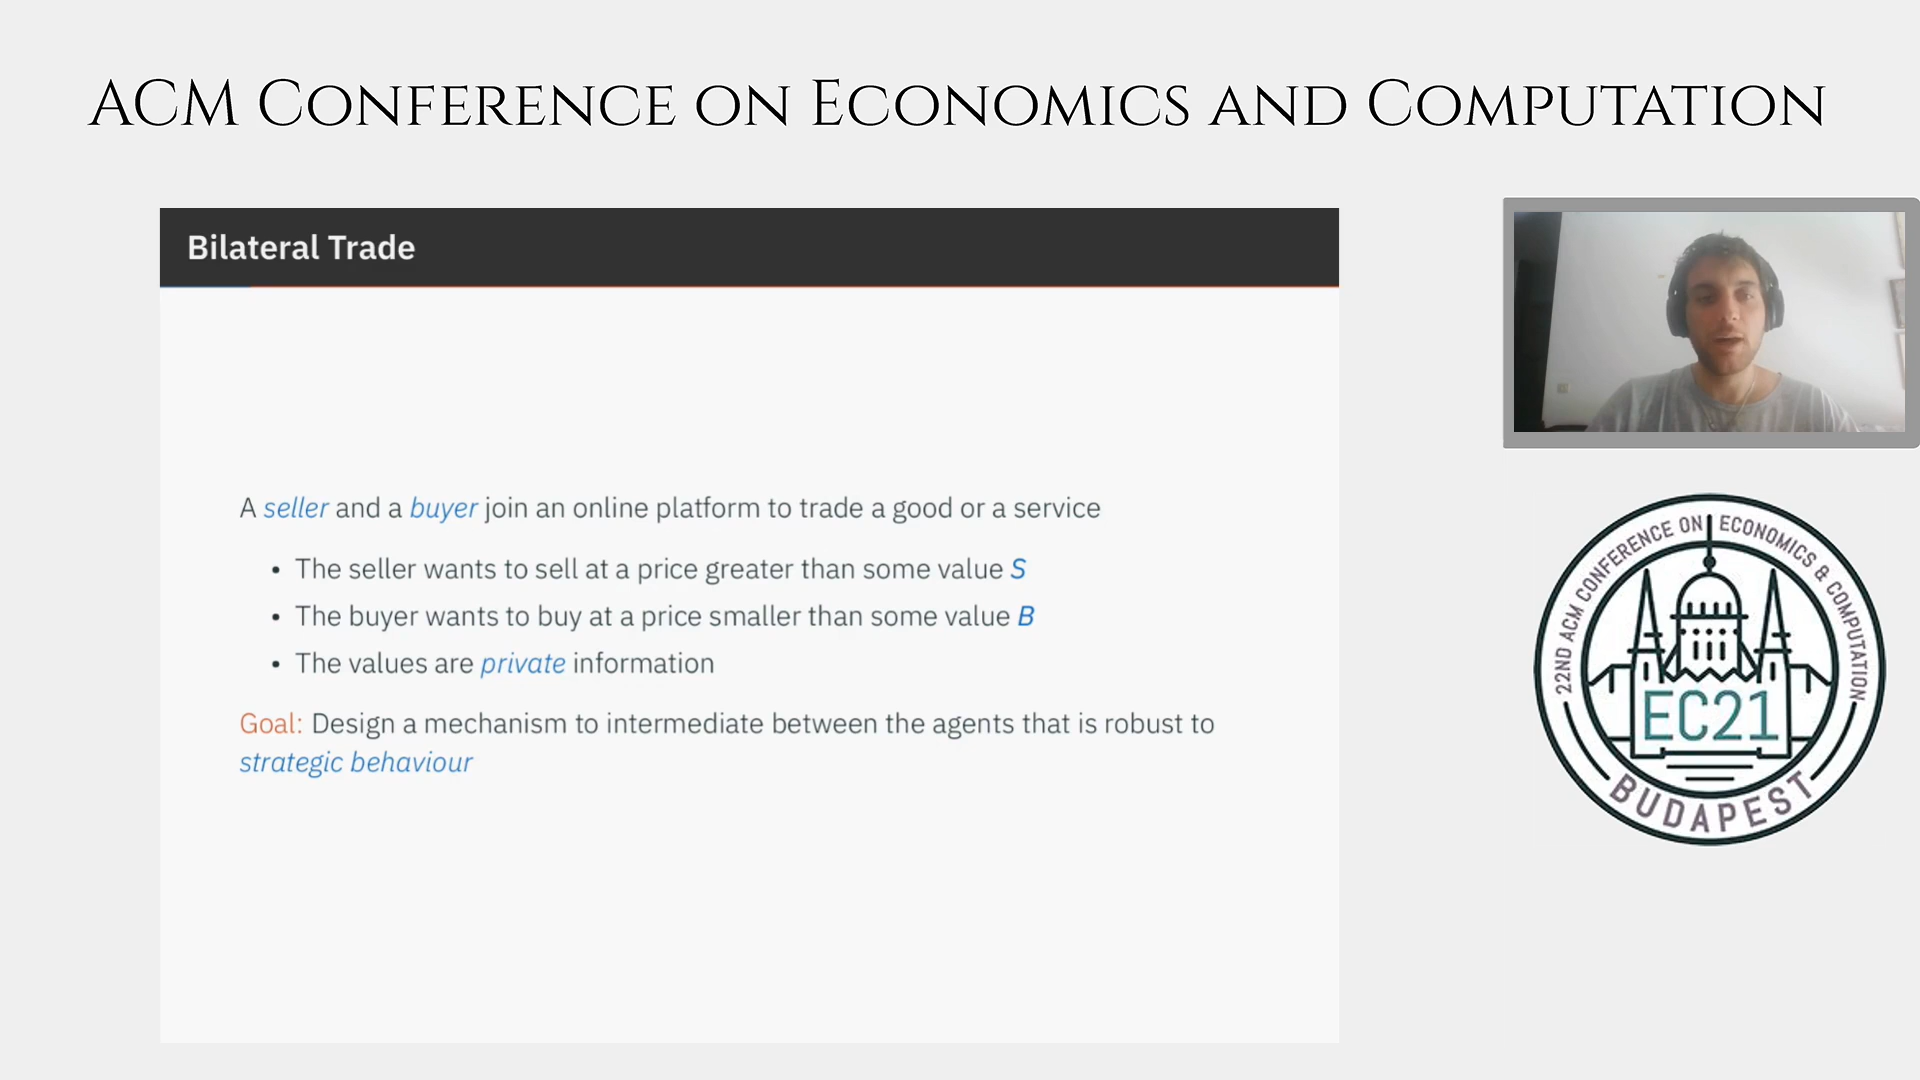 ACM Conference on Economics and Computation
Bilateral Trade
A seller and a buyer join an online platform to trade a good or a service
• The seller wants to sell at a price greater than some value S
• The buyer wants to buy at a price smaller than some value B
• The values are private information
Goal: Design a mechanism to intermediate between the agents that is robust to
strategic behaviour
22ND ACM CONFERENCE ON ECONOMICS & COMPUTATION
EC21
BUDAPEST